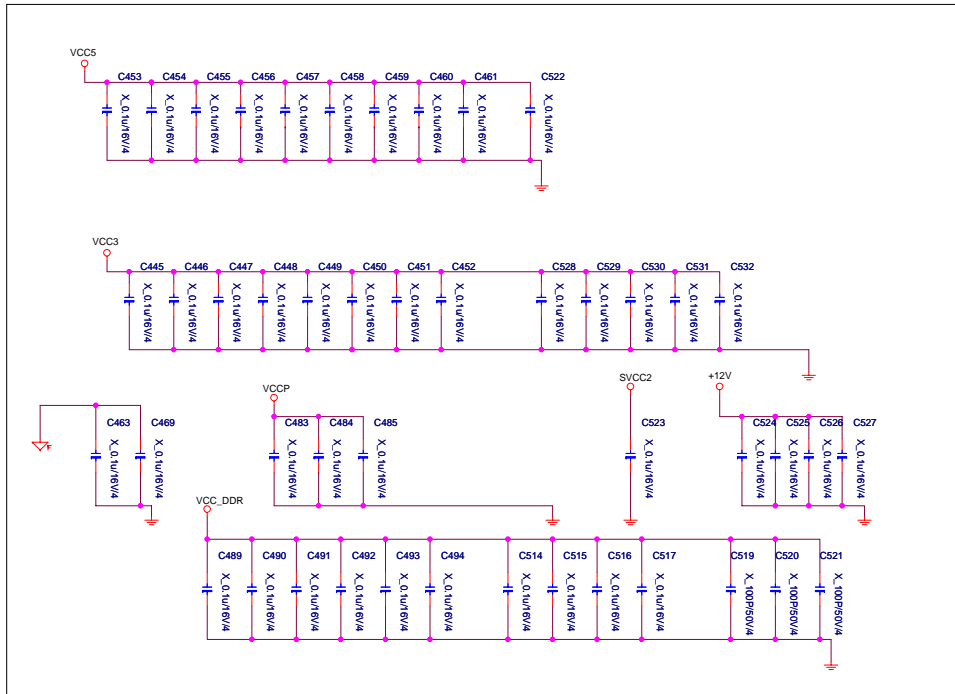 VCC5
C453 C454 C455 C456 C457 C458 C459 C460 C461 C522
X_0.1u/16V/4 X_0.1u/16V/4 X_0.1u/16V/4 X_0.1u/16V/4 X_0.1u/16V/4 X_0.1u/16V/4 X_0.1u/16V/4 X_0.1u/16V/4 X_0.1u/16V/4 X_0.1u/16V/4
VCC3
C445 C446 C447 C448 C449 C450 C451 C452 C528 C529 C530 C531 C532
X_0.1u/16V/4 X_0.1u/16V/4 X_0.1u/16V/4 X_0.1u/16V/4 X_0.1u/16V/4 X_0.1u/16V/4 X_0.1u/16V/4 X_0.1u/16V/4 X_0.1u/16V/4 X_0.1u/16V/4 X_0.1u/16V/4 X_0.1u/16V/4 X_0.1u/16V/4
VCCP SVCC2 +12V
C463 C469 C483 C484 C485 C523 C524 C525 C526 C527
F
X_0.1u/16V/4 X_0.1u/16V/4 X_0.1u/16V/4 X_0.1u/16V/4 X_0.1u/16V/4 X_0.1u/16V/4 X_0.1u/16V/4 X_0.1u/16V/4 X_0.1u/16V/4 X_0.1u/16V/4
VCC_DDR
C489 C490 C491 C492 C493 C494 C514 C515 C516 C517 C519 C520 C521
X_0.1u/16V/4 X_0.1u/16V/4 X_0.1u/16V/4 X_0.1u/16V/4 X_0.1u/16V/4 X_0.1u/16V/4 X_0.1u/16V/4 X_0.1u/16V/4 X_0.1u/16V/4 X_0.1u/16V/4 X_100P/50V/4 X_100P/50V/4 X_100P/50V/4